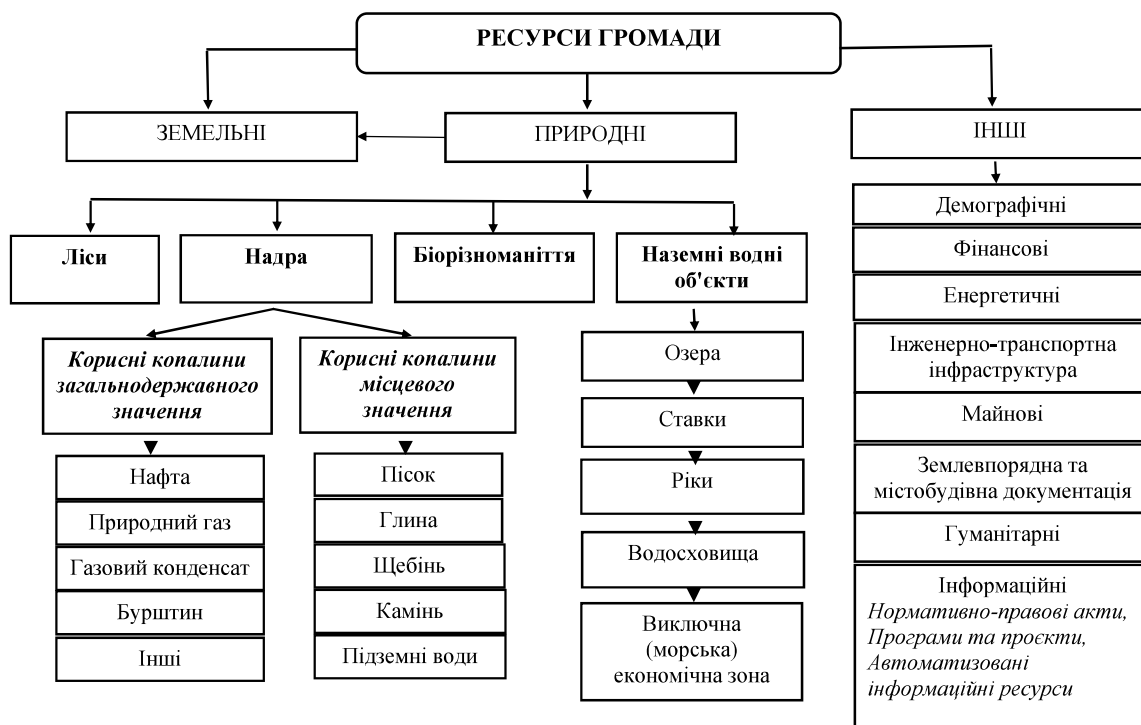 РЕСУРСИ ГРОМАДИ
ЗЕМЕЛЬНІ
ПРИРОДНІ
ІНШІ
Ліси
Надра
Біорізноманіття
Наземні водні
об'єкти
Корисні копалини
загальнодержавного
значення
Нафта
Природний газ
Газовий конденсат
Бурштин
Інші
Корисні копалини
місцевого
значення
Пісок
Глина
Щебінь
Камінь
Підземні води
Озера
Ставки
Ріки
Водосховища
Виключна
(морська)
економічна зона
Демографічні
Фінансові
Енергетичні
Інженерно-транспортна
інфраструктура
Майнові
Землевпорядна та
містобудівна документація
Гуманітарні
Інформаційні
Нормативно-правові акти,
Програми та проєкти,
Автоматизовані
інформаційні ресурси